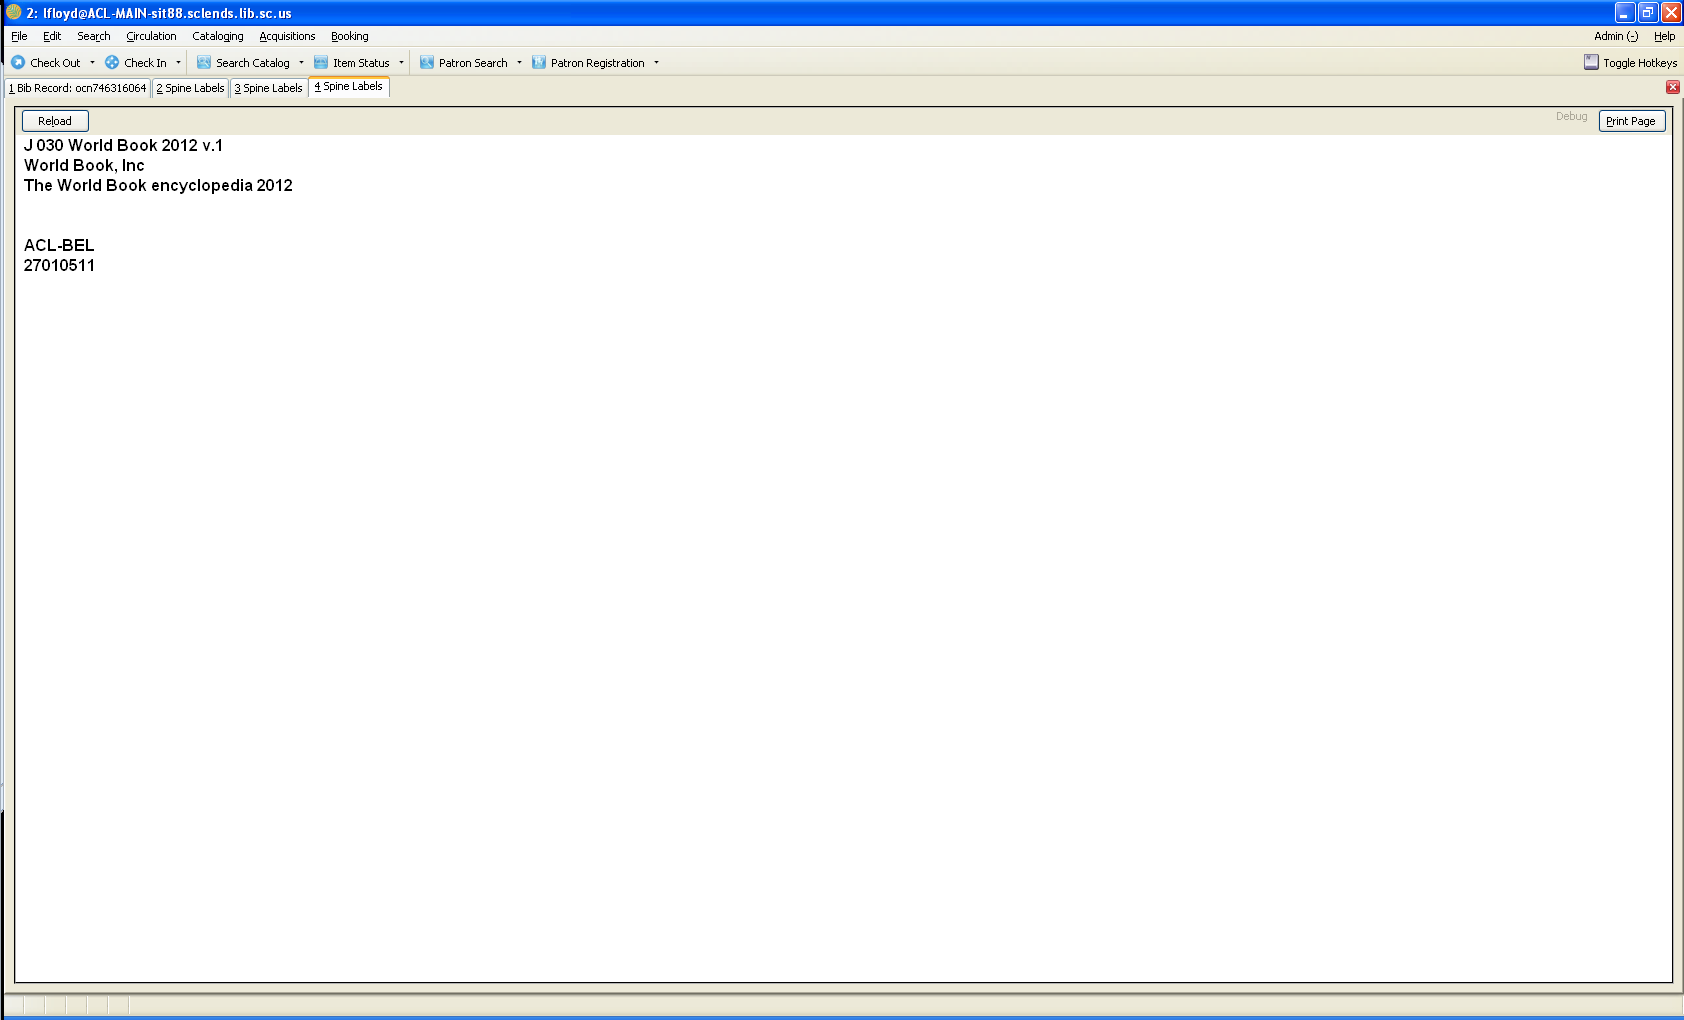 2: lfloyd@ACL-MAIN-sit88.sclends.lib.sc.us
File Edit Search Circulation Cataloging Acquisitions Booking Admin (-) Help
Check Out Check In Search Catalog Item Status Patron Search Patron Registration Toggle Hotkeys
1 Bib Record: ocn746316064 2 Spine Labels 3 Spine Labels 4 Spine Labels
Reload Debug Print Page
J 030 World Book 2012 v.1
World Book, Inc
The World Book encyclopedia 2012
ACL-BEL
27010511